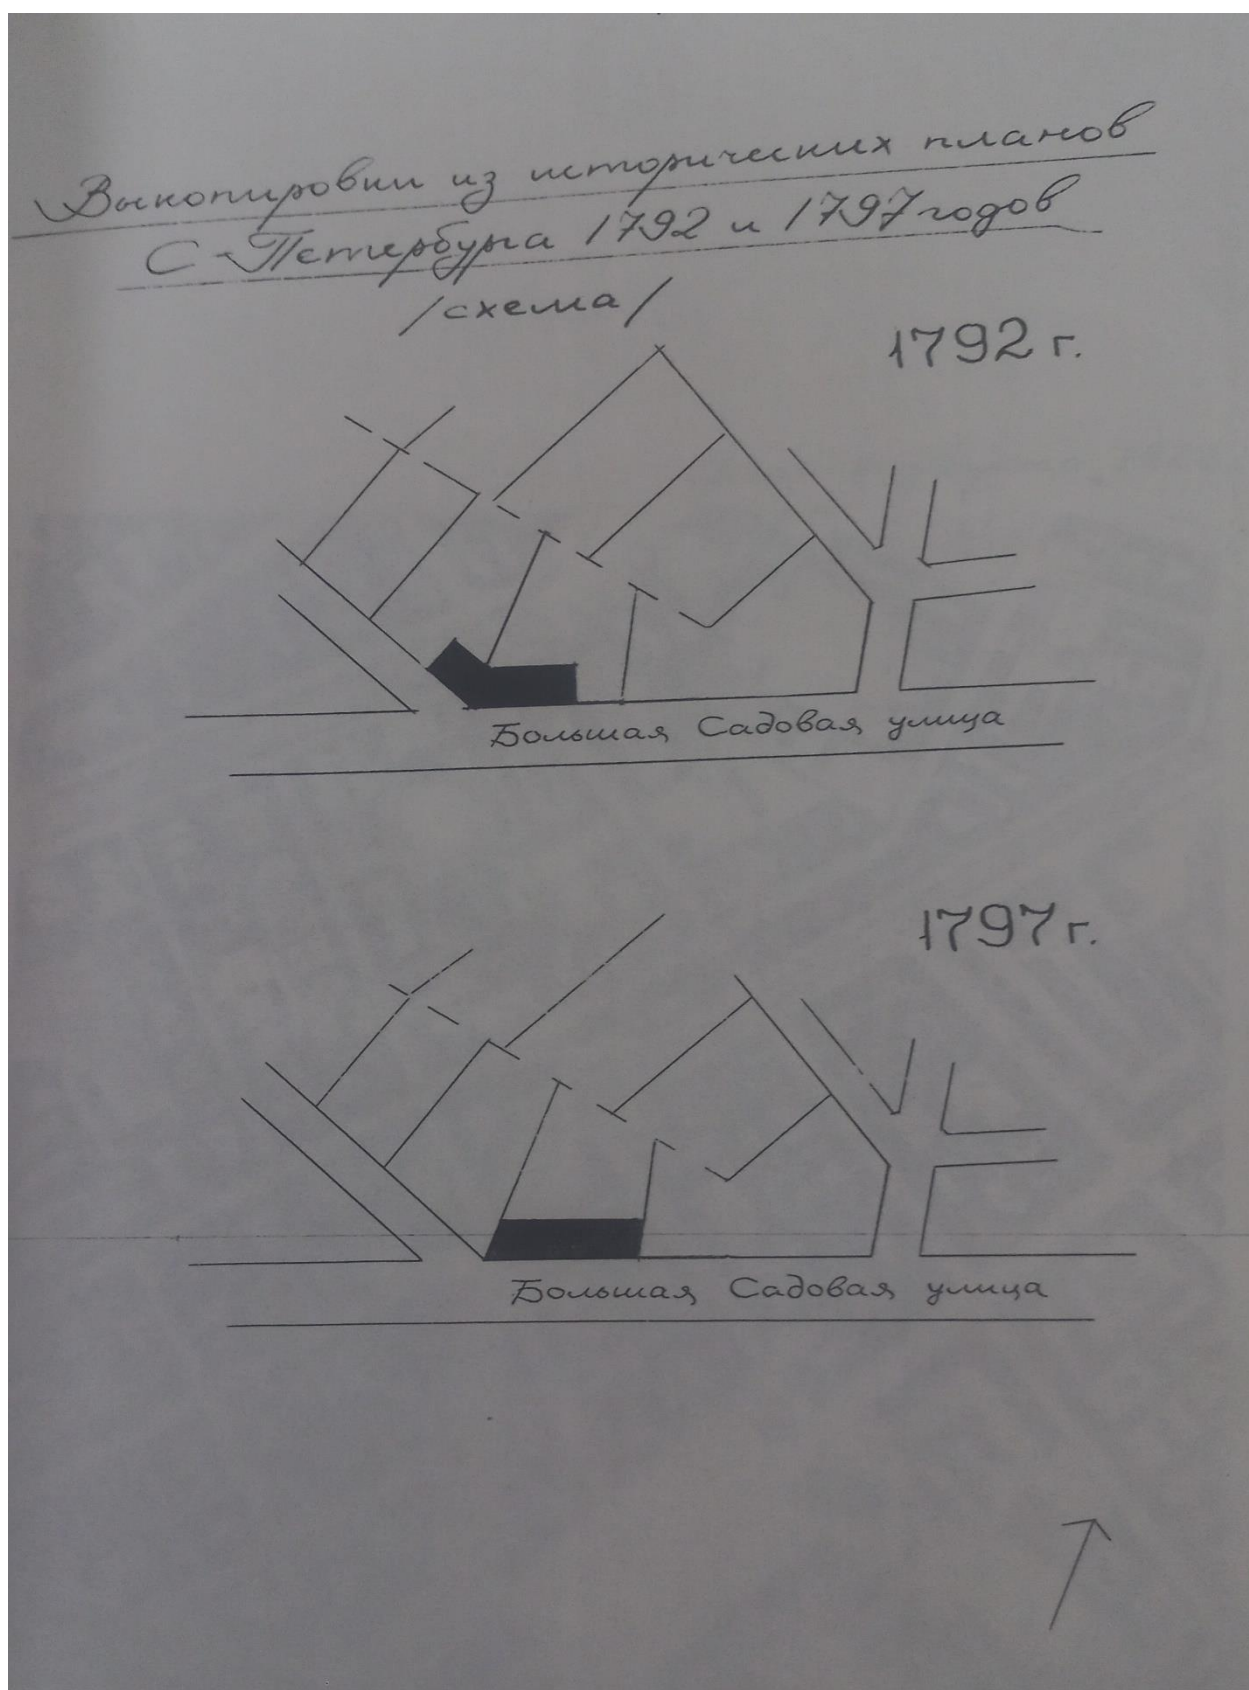 Выкопировки из исторических планов
С-Петербурга 1792 и 1797 годов
/схема/
1792 г.
Большая Садовая улица
1797 г.
Большая Садовая улица